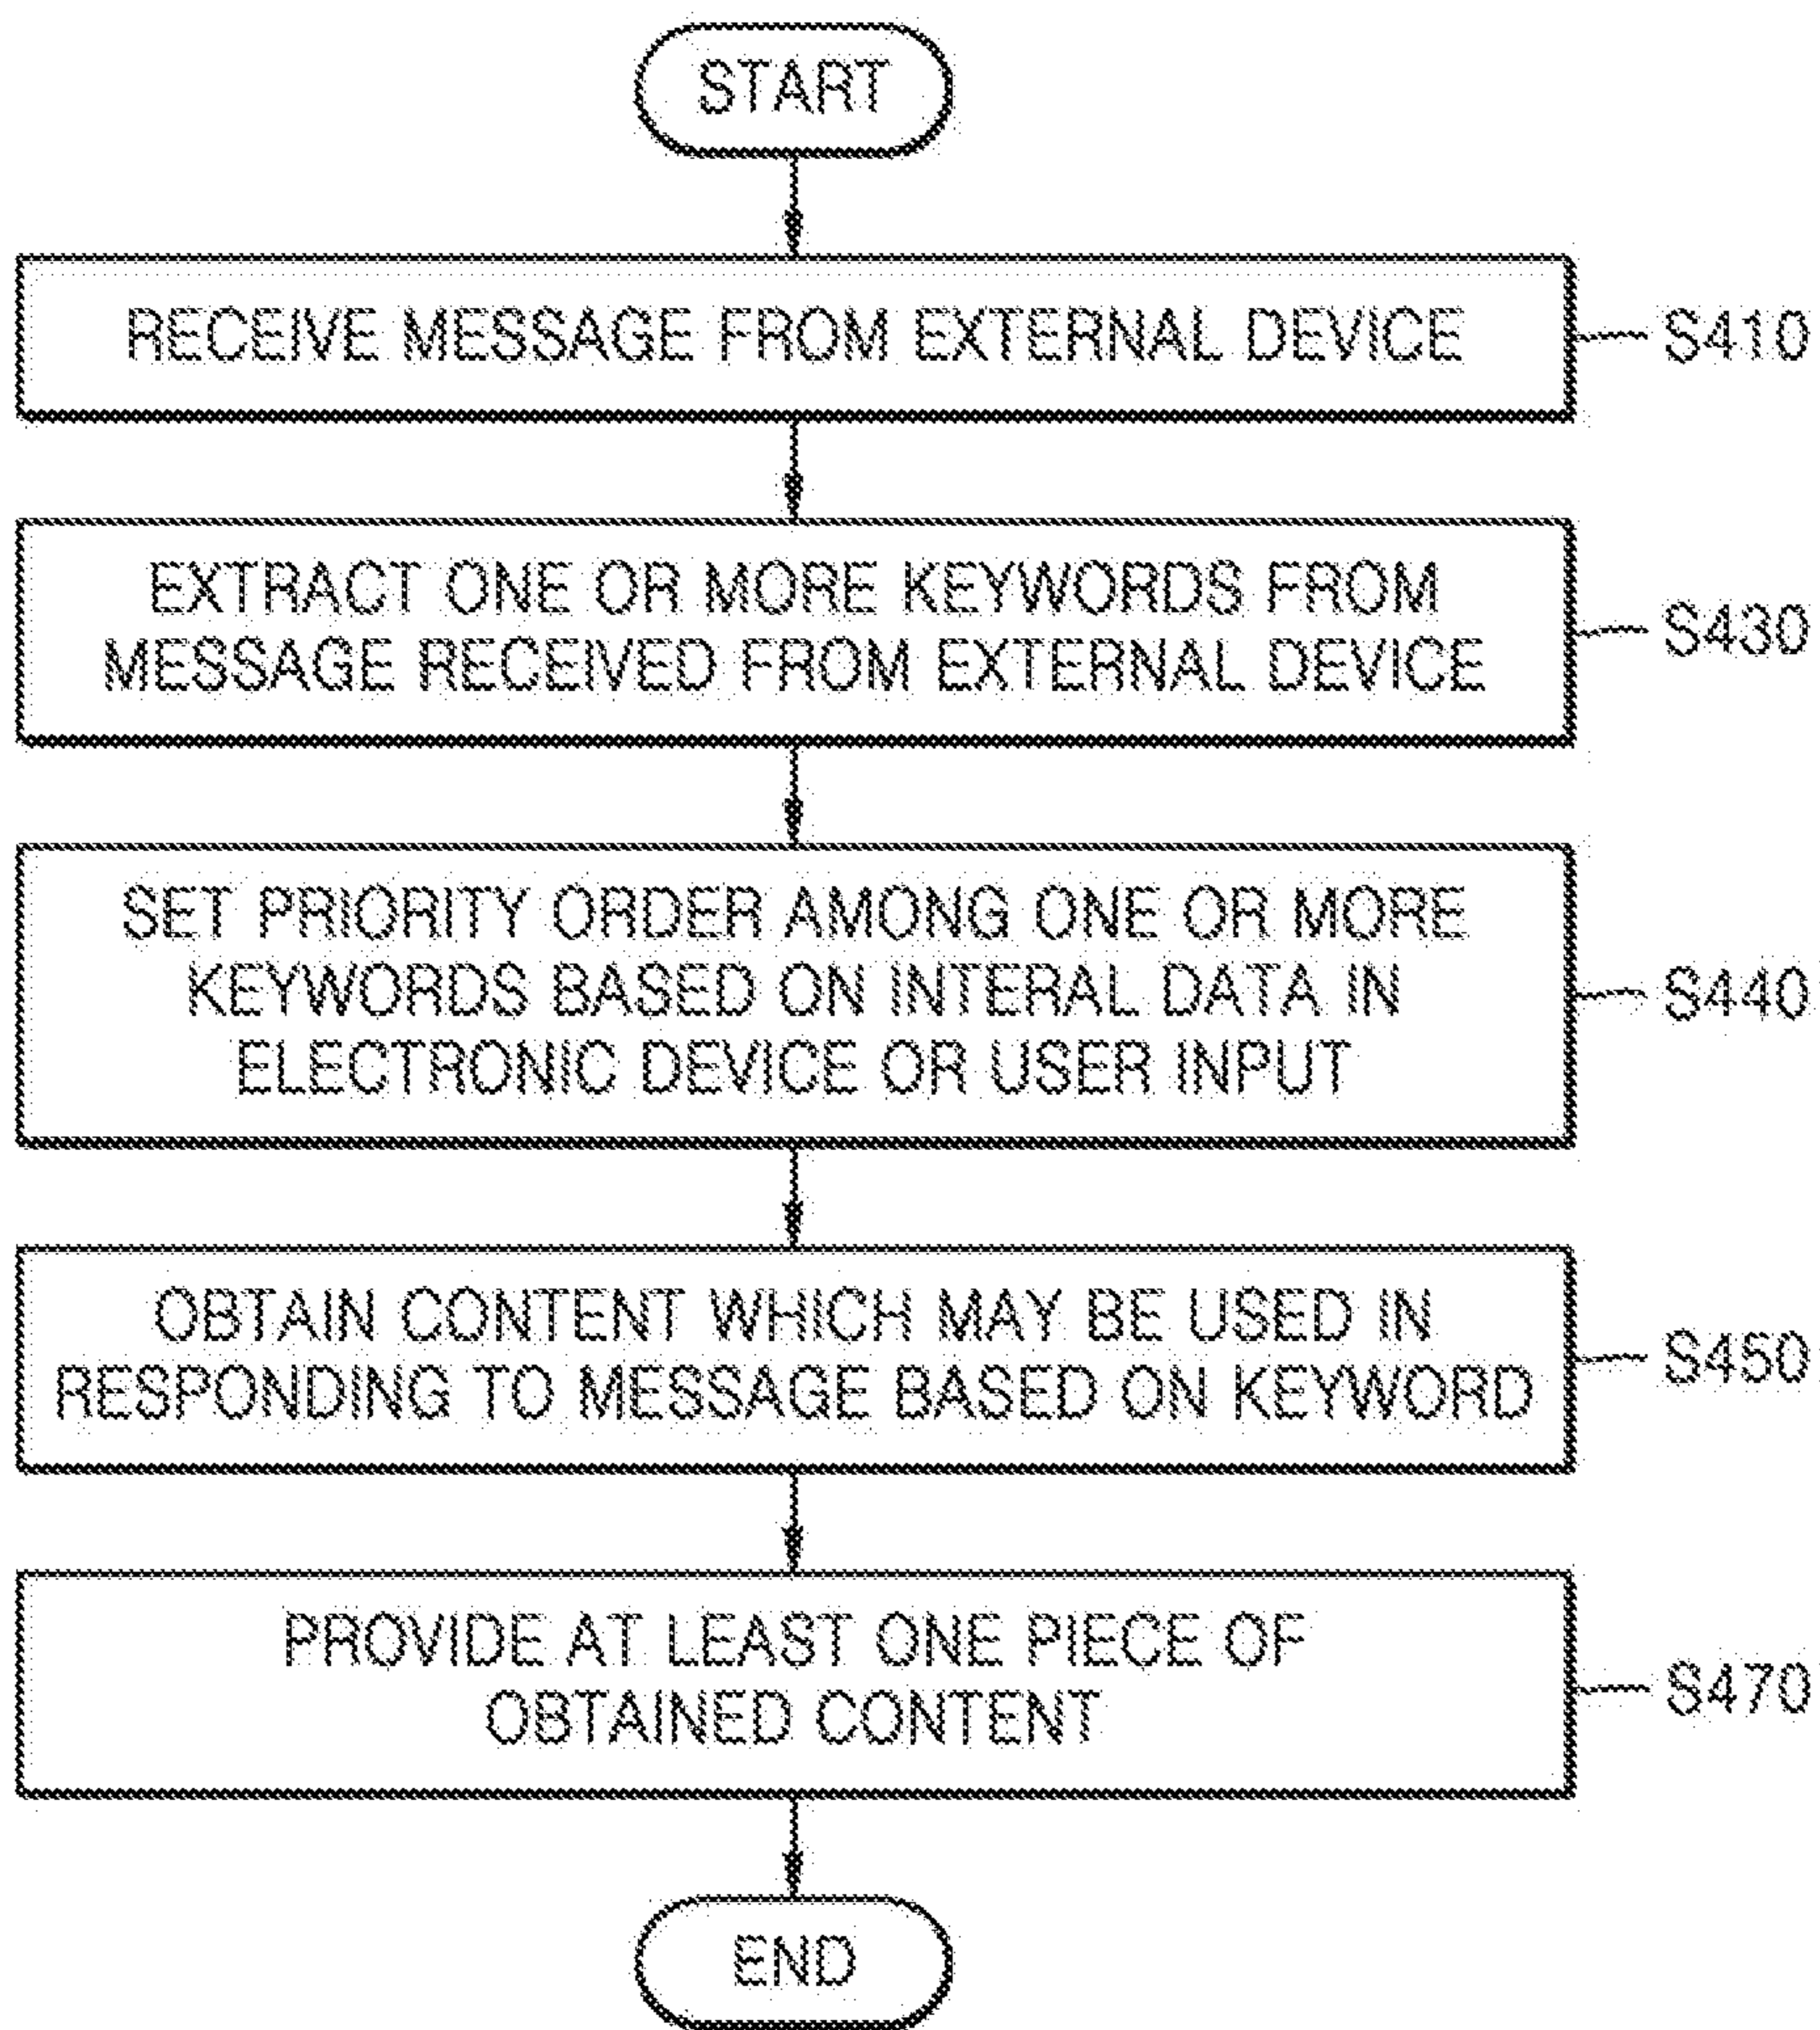 START
RECEIVE MESSAGE FROM EXTERNAL DEVICE
S410
EXTRACT ONE OR MORE KEYWORDS FROM
MESSAGE RECEIVED FROM EXTERNAL DEVICE
S430
SET PRIORITY ORDER AMONG ONE OR MORE
KEYWORDS BASED ON INTERAL DATA IN
ELECTRONIC DEVICE OR USER INPUT
S440
OBTAIN CONTENT WHICH MAY BE USED IN
RESPONDING TO MESSAGE BASED ON KEYWORD
S450
PROVIDE AT LEAST ONE PIECE OF
OBTAINED CONTENT
S470
END